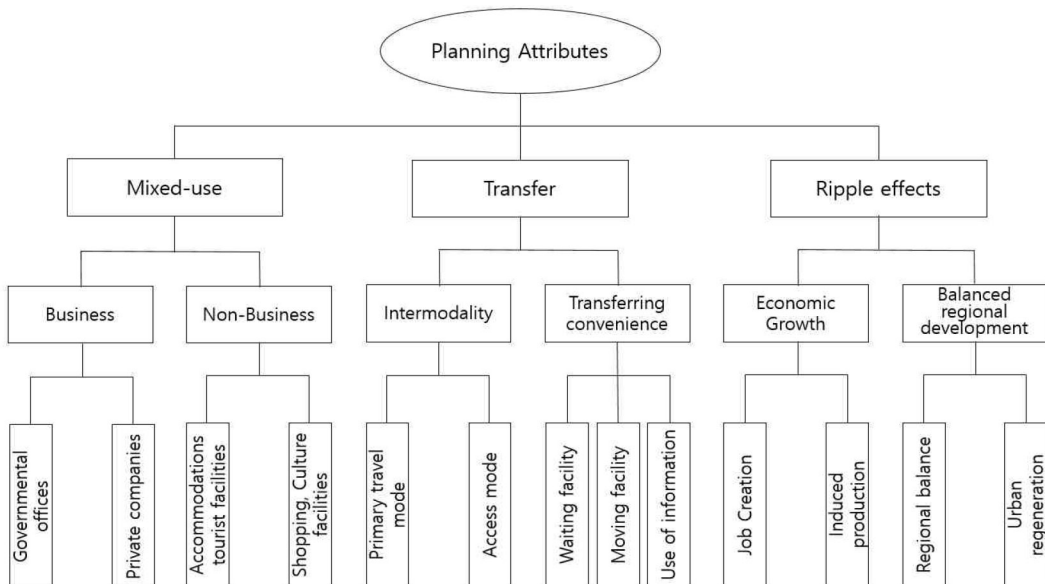 Planning Attributes
Mixed-use
Transfer
Ripple effects
Business
Non-Business
Intermodality
Transferring
convenience
Economic
Growth
Balanced
regional
development
Governmental
offices
Private companies
Accommodations
tourist facilities
Shopping, Culture
facilities
Primary travel
mode
Access mode
Waiting facility
Moving facility
Use of information
Job Creation
Induced
production
Regional balance
Urban
regeneration